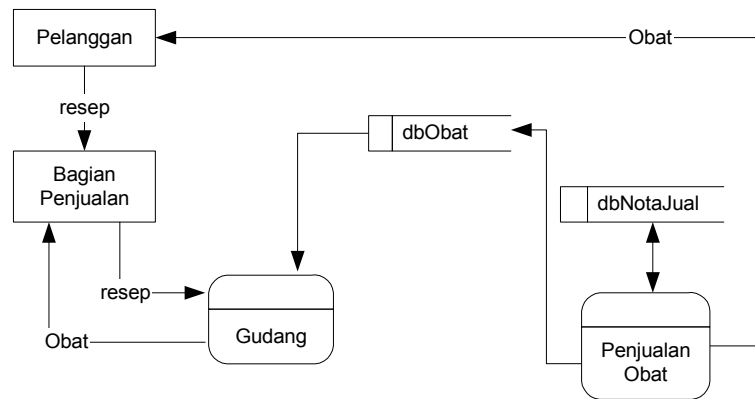 Pelanggan
Obat
resep
dbObat
Bagian
Penjualan
dbNotaJual
resep
Gudang
Obat
Penjualan
Obat